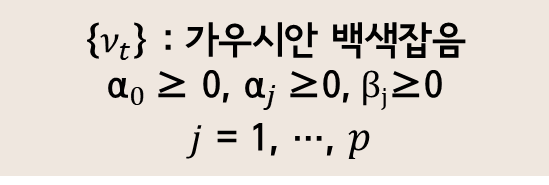 {𝜈ₜ} : 가우시안 백색잡음
α₀ ≥ 0, αⱼ ≥0, βⱼ≥0
j = 1, ⋯, p